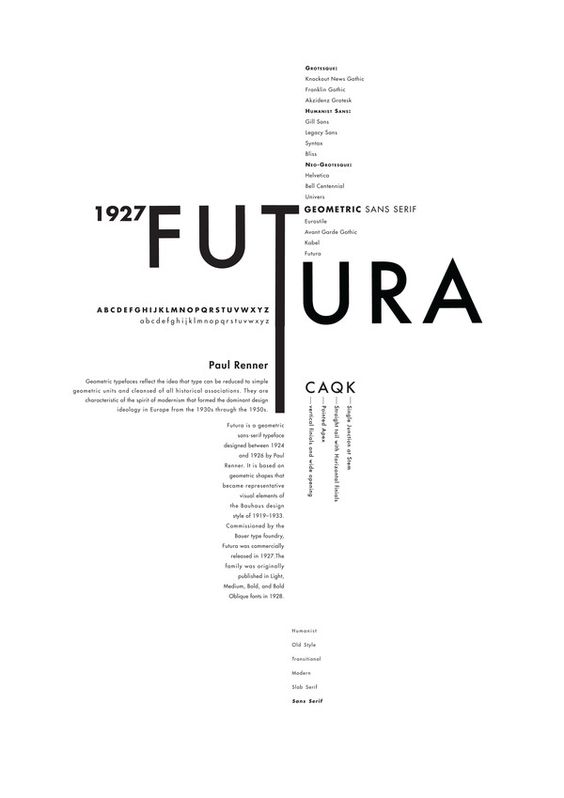 Grotesque:
Knockout News Gothic
Franklin Gothic
Akzidenz Grotesk
Humanist Sans:
Gill Sans
Legacy Sans
Syntax
Bliss
Neo-Grotesque:
Helvetica
Bell Centennial
Univers
GEOMETRIC SANS SERIF
Eurostile
Avant Garde Gothic
Kabel
Futura
1927
FUTURA
ABCDEFGHIJKLMNOPQRSTUVWXYZ
abcdefghijklmnopqrstuvwxyz
Paul Renner
Geometric typefaces reflect the idea that type can be reduced to simple
geometric units and cleansed of all historical associations. They are
characteristic of the spirit of modernism that formed the dominant design
ideology in Europe from the 1930s through the 1950s.
Futura is a geometric
sans-serif typeface
designed between 1924
and 1926 by Paul
Renner. It is based on
geometric shapes that
became representative
visual elements of
the Bauhaus design
style of 1919–1933.
Commissioned by the
Bauer type foundry,
Futura was commercially
released in 1927.The
family was originally
published in Light,
Medium, Bold, and Bold
Oblique fonts in 1928.
CAQK
vertical finials and wide opening
Pointed Apex
Straight tail with Horizontal finials
Single Junction at Stem
Humanist
Old Style
Transitional
Modern
Slab Serif
Sans Serif